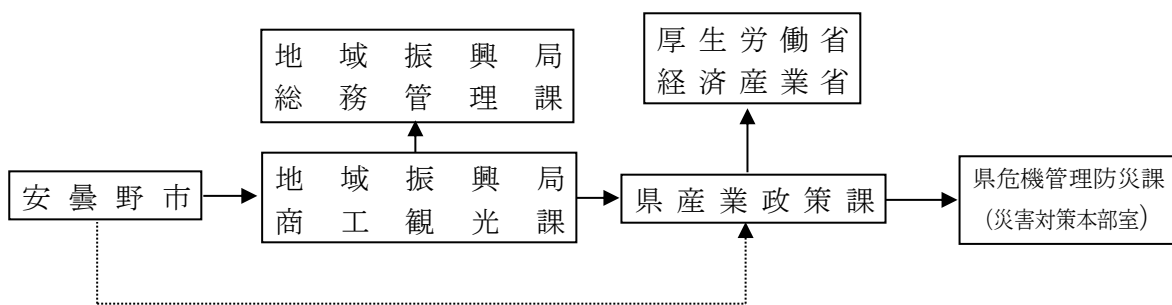 地域振興局
総務管理課
厚生労働省
経済産業省
安曇野市
地域振興局
商工観光課
県産業政策課
県危機管理防災課
（災害対策本部室）